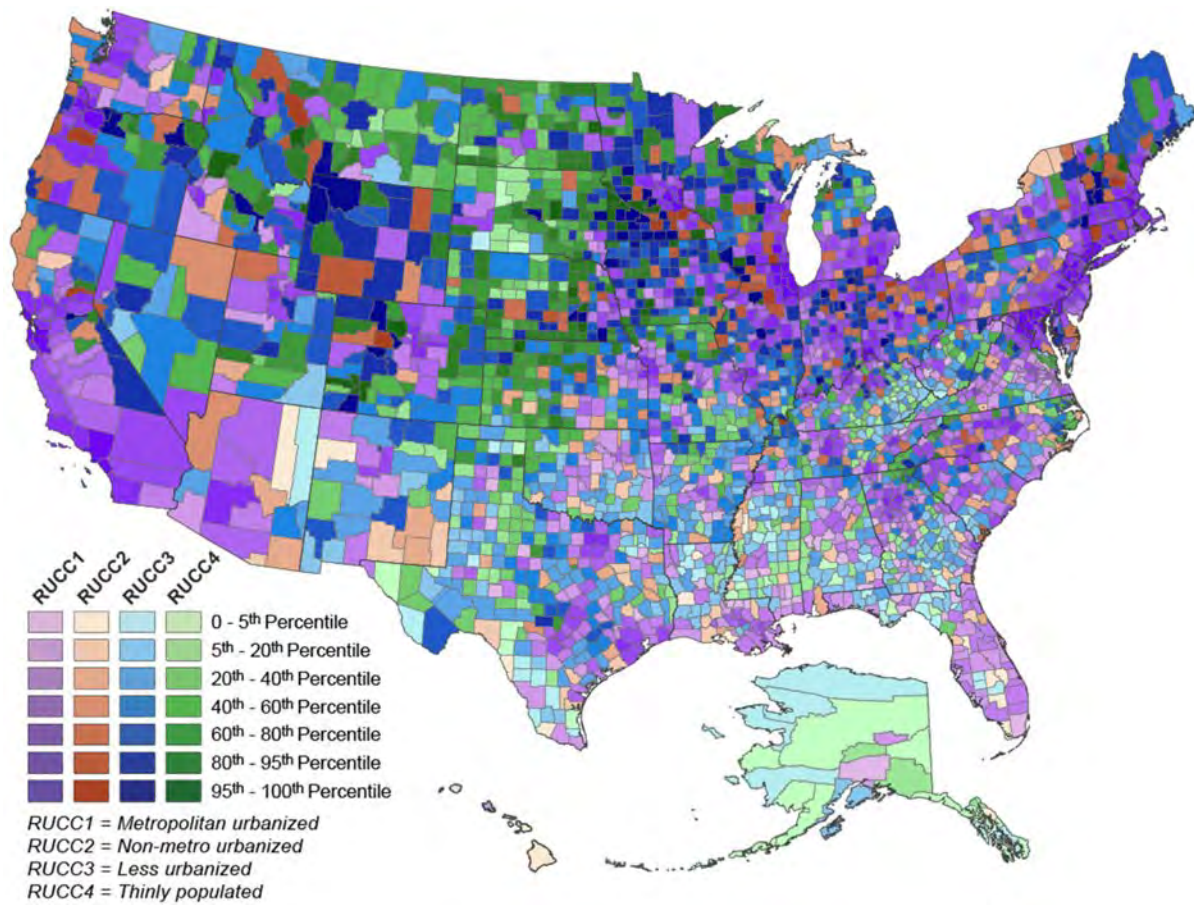 RUCC1 RUCC2 RUCC3 RUCC4
0 - 5th Percentile
5th - 20th Percentile
20th - 40th Percentile
40th - 60th Percentile
60th - 80th Percentile
80th - 95th Percentile
95th - 100th Percentile
RUCC1 = Metropolitan urbanized
RUCC2 = Non-metro urbanized
RUCC3 = Less urbanized
RUCC4 = Thinly populated